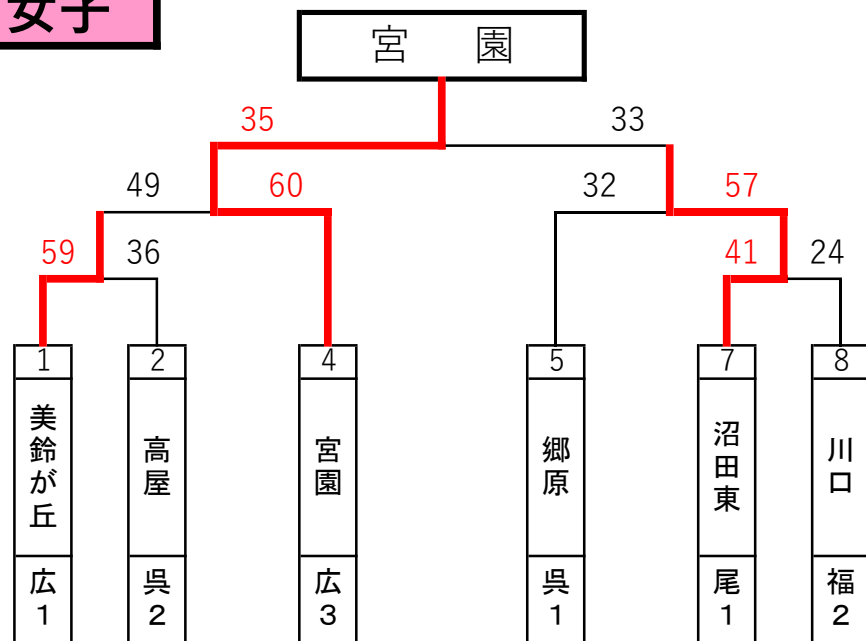 女子
宮 園
35 33
49 60 32 57
59 36 41 24
1 2 4 5 7 8
美鈴が丘 高屋 宮園 郷原 沼田東 川口
広1 呉2 広3 呉1 尾1 福2